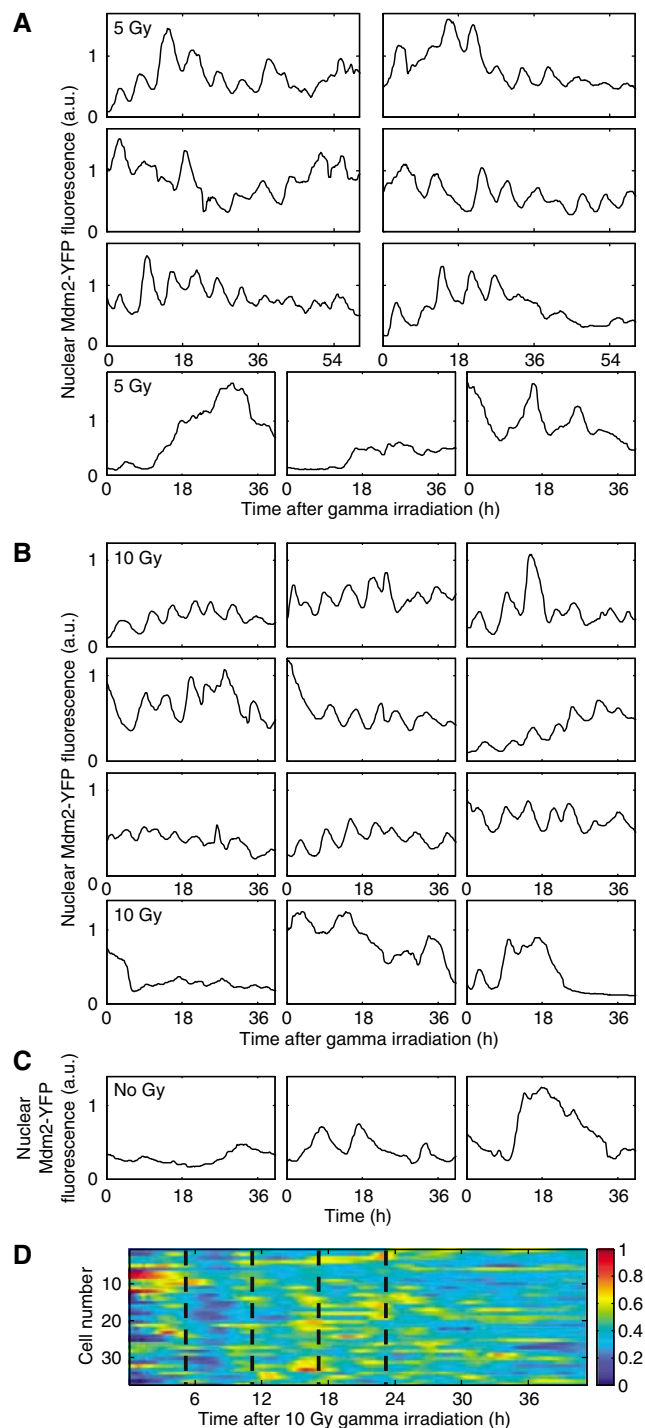 A
5 Gy
1
0
1
0
1
0
0 18 36 54
0 18 36 54
Nuclear Mdm2-YFP fluorescence (a.u.)
5 Gy
1
0
0 18 36
0 18 36
0 18 36
Time after gamma irradiation (h)
B
10 Gy
1
0
1
0
1
0
0 18 36
0 18 36
0 18 36
Nuclear Mdm2-YFP fluorescence (a.u.)
10 Gy
1
0
0 18 36
0 18 36
0 18 36
Time after gamma irradiation (h)
C
No Gy
Nuclear
Mdm2-YFP
fluorescence (a.u.)
1
0
0 18 36
0 18 36
0 18 36
Time (h)
D
Cell number
10
20
30
6 12 18 24 30 36
1
0.8
0.6
0.4
0.2
0
Time after 10 Gy gamma irradiation (h)